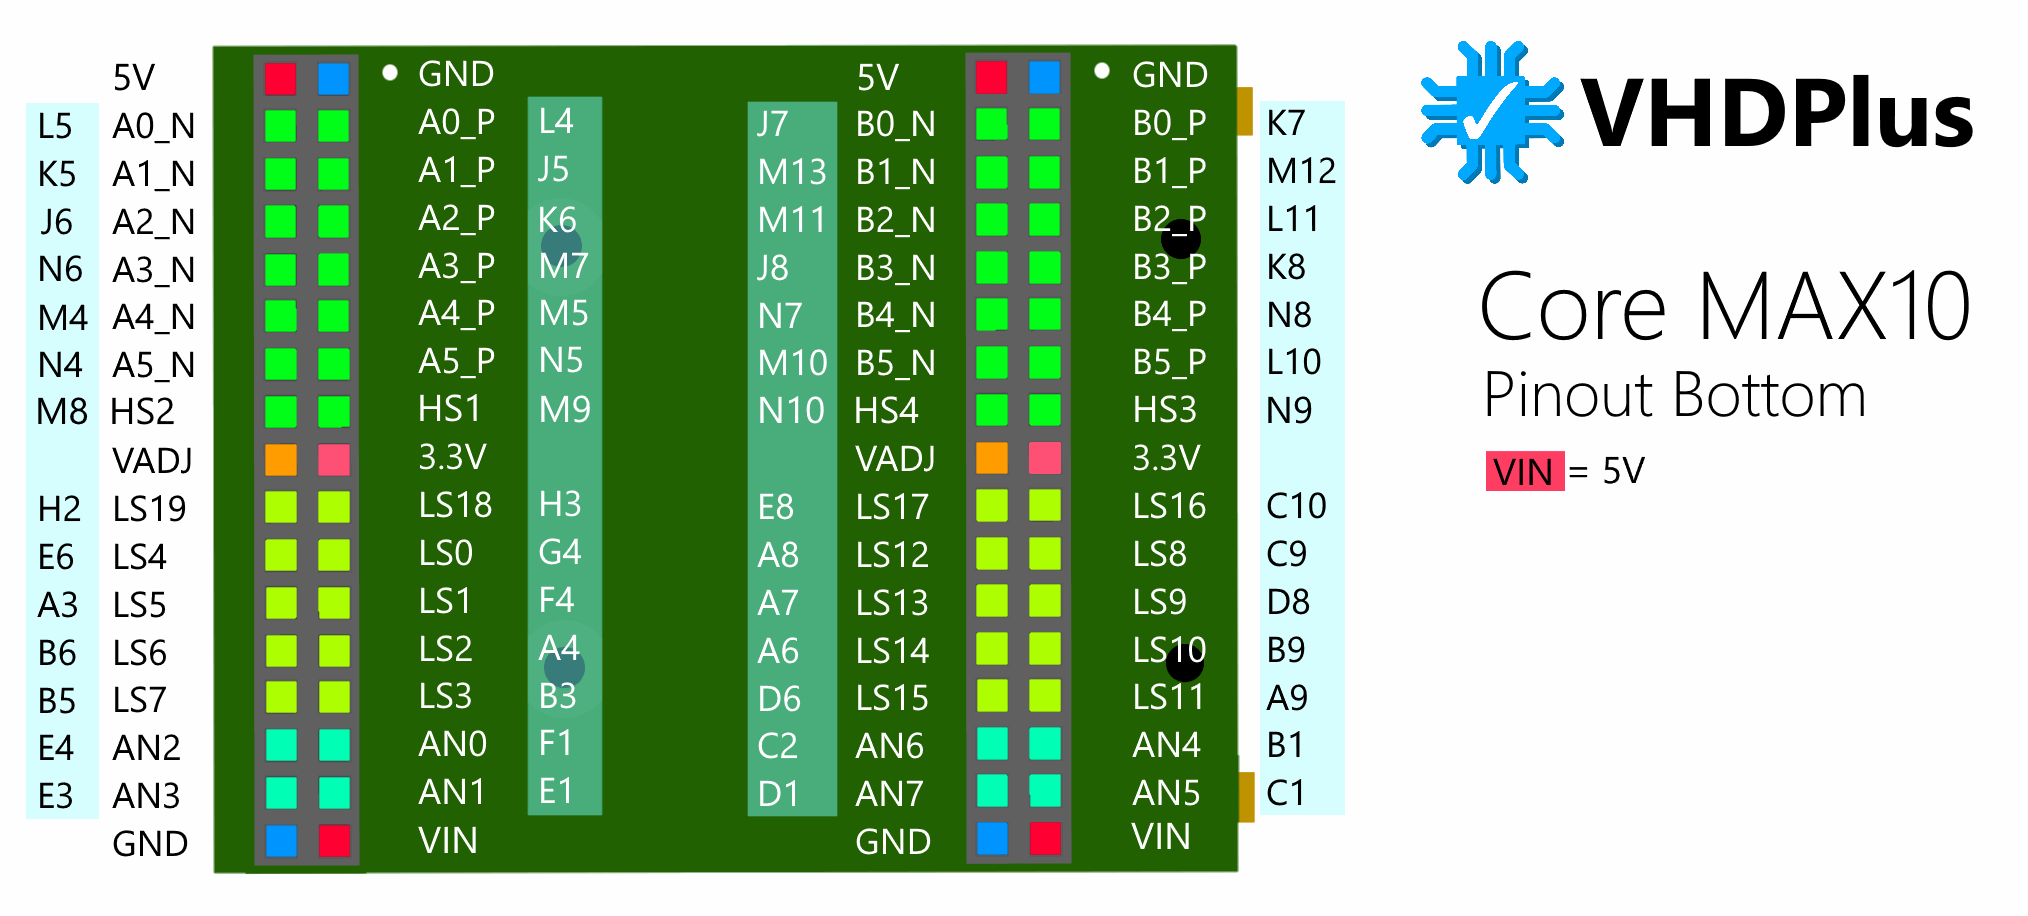 5V GND 5V GND
L5 A0_N A0_P L4 J7 B0_N B0_P K7
K5 A1_N A1_P J5 M13 B1_N B1_P M12
J6 A2_N A2_P K6 M11 B2_N B2_P L11
N6 A3_N A3_P M7 J8 B3_N B3_P K8
M4 A4_N A4_P M5 N7 B4_N B4_P N8
N4 A5_N A5_P N5 M10 B5_N B5_P L10
M8 HS2 HS1 M9 N10 HS4 HS3 N9
VADJ 3.3V VADJ 3.3V
H2 LS19 LS18 H3 E8 LS17 LS16 C10
E6 LS4 LS0 G4 A8 LS12 LS8 C9
A3 LS5 LS1 F4 A7 LS13 LS9 D8
B6 LS6 LS2 A4 A6 LS14 LS10 B9
B5 LS7 LS3 B3 D6 LS15 LS11 A9
E4 AN2 AN0 F1 C2 AN6 AN4 B1
E3 AN3 AN1 E1 D1 AN7 AN5 C1
GND VIN GND VIN
VHDPlus
Core MAX10
Pinout Bottom
VIN = 5V